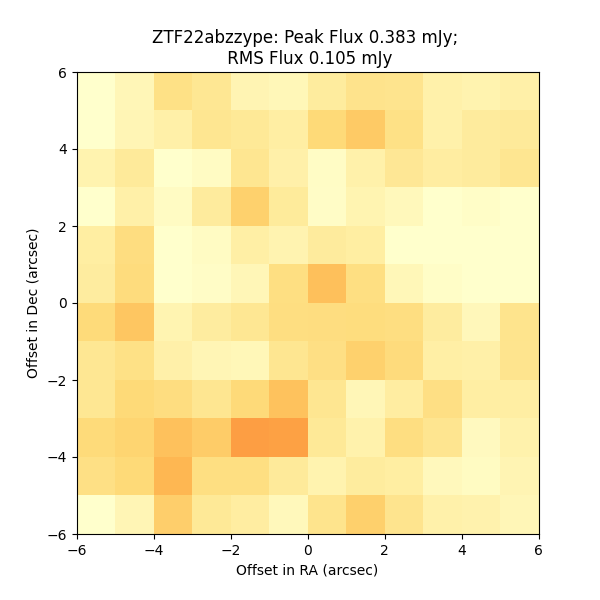 ZTF22abzzype: Peak Flux 0.383 mJy;
RMS Flux 0.105 mJy
6
4
2
0
−2
−4
−6
Offset in Dec (arcsec)
−6 −4 −2 0 2 4 6
Offset in RA (arcsec)